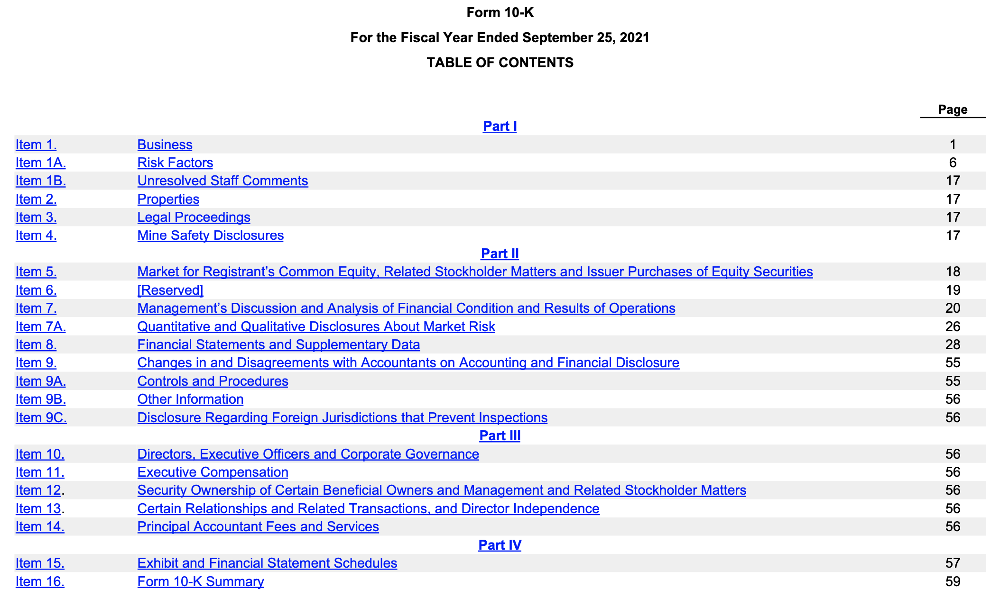 Form 10-K
For the Fiscal Year Ended September 25, 2021
TABLE OF CONTENTS
Page
Part I
Item 1. Business 1
Item 1A. Risk Factors 6
Item 1B. Unresolved Staff Comments 17
Item 2. Properties 17
Item 3. Legal Proceedings 17
Item 4. Mine Safety Disclosures 17
Part II
Item 5. Market for Registrant’s Common Equity, Related Stockholder Matters and Issuer Purchases of Equity Securities 18
Item 6. [Reserved] 19
Item 7. Management’s Discussion and Analysis of Financial Condition and Results of Operations 20
Item 7A. Quantitative and Qualitative Disclosures About Market Risk 26
Item 8. Financial Statements and Supplementary Data 28
Item 9. Changes in and Disagreements with Accountants on Accounting and Financial Disclosure 55
Item 9A. Controls and Procedures 55
Item 9B. Other Information 56
Item 9C. Disclosure Regarding Foreign Jurisdictions that Prevent Inspections 56
Part III
Item 10. Directors, Executive Officers and Corporate Governance 56
Item 11. Executive Compensation 56
Item 12. Security Ownership of Certain Beneficial Owners and Management and Related Stockholder Matters 56
Item 13. Certain Relationships and Related Transactions, and Director Independence 56
Item 14. Principal Accountant Fees and Services 56
Part IV
Item 15. Exhibit and Financial Statement Schedules 57
Item 16. Form 10-K Summary 59